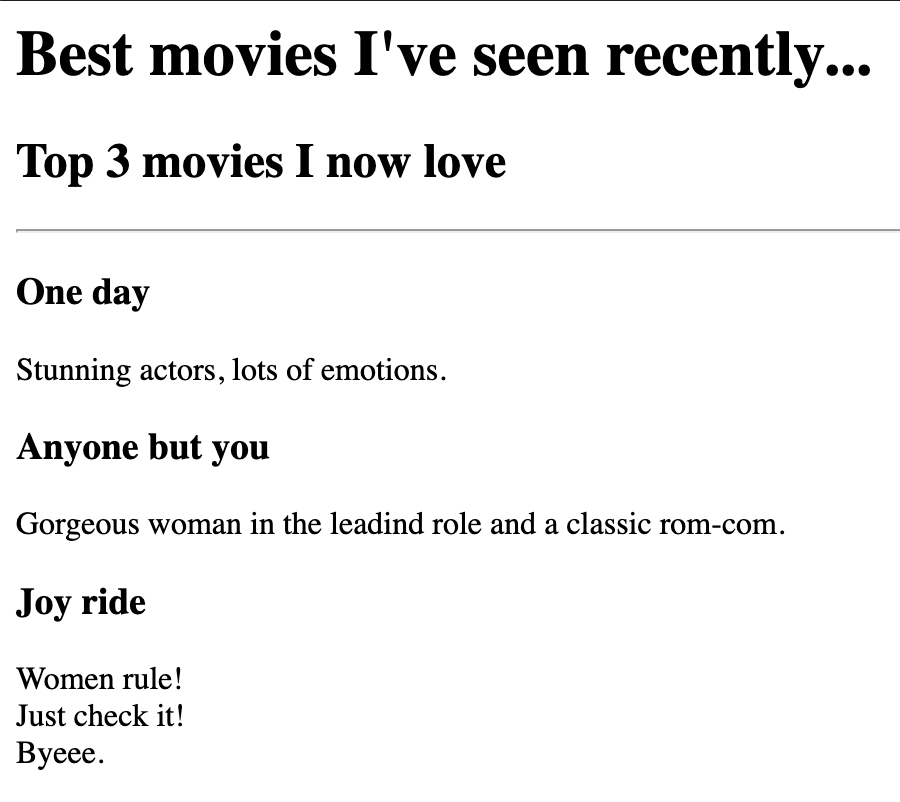 Best movies I've seen recently...
Top 3 movies I now love
One day
Stunning actors, lots of emotions.
Anyone but you
Gorgeous woman in the leadind role and a classic rom-com.
Joy ride
Women rule!
Just check it!
Byeee.